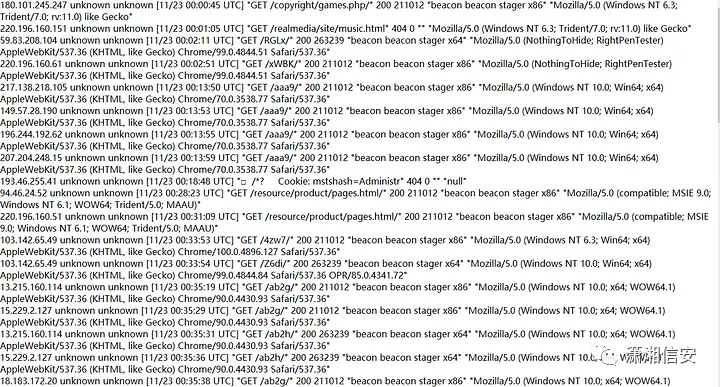 180.101.245.247 unknown unknown [11/23 00:00:45 UTC] "GET /copyright/games.php/" 200 211012 "beacon beacon stager x86" "Mozilla/5.0 (Windows NT 6.3;
Trident/7.0; rv:11.0) like Gecko"
220.196.160.151 unknown unknown [11/23 00:01:05 UTC] "GET /realmedia/site/music.html" 404 0 "" "Mozilla/5.0 (Windows NT 6.3; Trident/7.0; rv:11.0) like Gecko"
59.83.208.104 unknown unknown [11/23 00:02:11 UTC] "GET /RGLx/" 200 263239 "beacon beacon stager x64" "Mozilla/5.0 (NothingToHide; RightPenTester)
AppleWebKit/537.36 (KHTML, like Gecko) Chrome/99.0.4844.51 Safari/537.36"
220.196.160.61 unknown unknown [11/23 00:02:51 UTC] "GET /xWBK/" 200 211012 "beacon beacon stager x86" "Mozilla/5.0 (NothingToHide; RightPenTester)
AppleWebKit/537.36 (KHTML, like Gecko) Chrome/99.0.4844.51 Safari/537.36"
217.138.218.105 unknown unknown [11/23 00:13:50 UTC] "GET /aaa9/" 200 211012 "beacon beacon stager x86" "Mozilla/5.0 (Windows NT 10.0; Win64; x64)
AppleWebKit/537.36 (KHTML, like Gecko) Chrome/70.0.3538.77 Safari/537.36"
149.57.28.190 unknown unknown [11/23 00:13:53 UTC] "GET /aaa9/" 200 211012 "beacon beacon stager x86" "Mozilla/5.0 (Windows NT 10.0; Win64; x64)
AppleWebKit/537.36 (KHTML, like Gecko) Chrome/70.0.3538.77 Safari/537.36"
196.244.192.62 unknown unknown [11/23 00:13:55 UTC] "GET /aaa9/" 200 211012 "beacon beacon stager x86" "Mozilla/5.0 (Windows NT 10.0; Win64; x64)
AppleWebKit/537.36 (KHTML, like Gecko) Chrome/70.0.3538.77 Safari/537.36"
207.204.248.15 unknown unknown [11/23 00:13:59 UTC] "GET /aaa9/" 200 211012 "beacon beacon stager x86" "Mozilla/5.0 (Windows NT 10.0; Win64; x64)
AppleWebKit/537.36 (KHTML, like Gecko) Chrome/70.0.3538.77 Safari/537.36"
193.46.255.41 unknown unknown [11/23 00:18:48 UTC] "□ /*? Cookie: mstshash=Administr" 404 0 "" "null"
94.46.24.52 unknown unknown [11/23 00:28:23 UTC] "GET /resource/product/pages.html/" 200 211012 "beacon beacon stager x86" "Mozilla/5.0 (compatible; MSIE 9.0;
Windows NT 6.1; WOW64; Trident/5.0; MAAU)"
220.196.160.51 unknown unknown [11/23 00:31:09 UTC] "GET /resource/product/pages.html/" 200 211012 "beacon beacon stager x86" "Mozilla/5.0 (compatible; MSIE
9.0; Windows NT 6.1; WOW64; Trident/5.0; MAAU)"
103.142.65.49 unknown unknown [11/23 00:33:53 UTC] "GET /4zw7/" 200 211012 "beacon beacon stager x86" "Mozilla/5.0 (Windows NT 6.3; Win64; x64)
AppleWebKit/537.36 (KHTML, like Gecko) Chrome/100.0.4896.127 Safari/537.36"
103.142.65.49 unknown unknown [11/23 00:33:54 UTC] "GET /Z6di/" 200 263239 "beacon beacon stager x64" "Mozilla/5.0 (Windows NT 10.0; Win64; x64)
AppleWebKit/537.36 (KHTML, like Gecko) Chrome/99.0.4844.84 Safari/537.36 OPR/85.0.4341.72"
13.215.160.114 unknown unknown [11/23 00:35:19 UTC] "GET /ab2g/" 200 211012 "beacon beacon stager x86" "Mozilla/5.0 (Windows NT 10.0; x64; WOW64.1)
AppleWebKit/537.36 (KHTML, like Gecko) Chrome/90.0.4430.93 Safari/537.36"
15.229.2.127 unknown unknown [11/23 00:35:29 UTC] "GET /ab2g/" 200 211012 "beacon beacon stager x86" "Mozilla/5.0 (Windows NT 10.0; x64; WOW64.1)
AppleWebKit/537.36 (KHTML, like Gecko) Chrome/90.0.4430.93 Safari/537.36"
13.215.160.114 unknown unknown [11/23 00:35:31 UTC] "GET /ab2h/" 200 263239 "beacon beacon stager x64" "Mozilla/5.0 (Windows NT 10.0; x64; WOW64.1)
AppleWebKit/537.36 (KHTML, like Gecko) Chrome/90.0.4430.93 Safari/537.36"
15.229.2.127 unknown unknown [11/23 00:35:36 UTC] "GET /ab2h/" 200 263239 "beacon beacon stager x64" "Mozilla/5.0 (Windows NT 10.0; x64; WOW64.1)
AppleWebKit/537.36 (KHTML, like Gecko) Chrome/90.0.4430.93 Safari/537.36"
18.183.172.20 unknown unknown [11/23 00:35:38 UTC] "GET /ab2g/" 200 211012 "beacon beacon stager x86" "Mozilla/5.0 (Windows NT 10.0; x64; WOW64.1)
潇湘信安